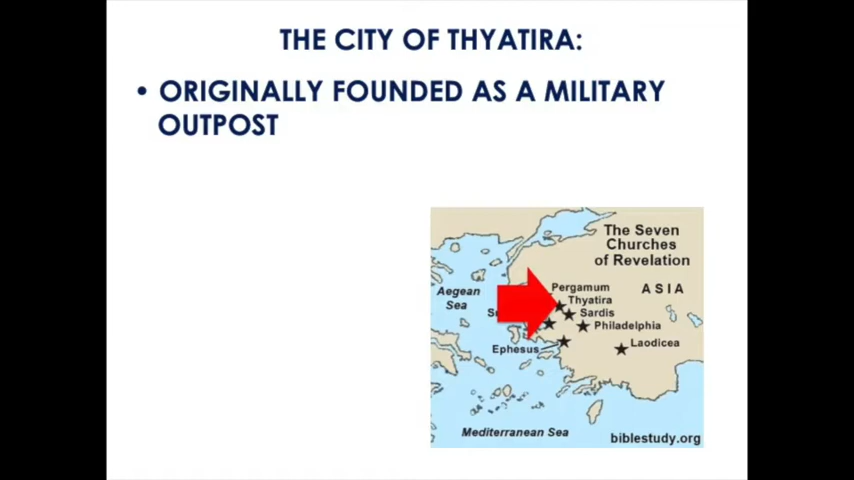 THE CITY OF THYATIRA:
• ORIGINALLY FOUNDED AS A MILITARY
OUTPOST
The Seven
Churches
of Revelation
Pergamum
ASIA
Aegean
Sea
Thyatira
Sardis
Philadelphia
Ephesus
Laodicea
Mediterranean Sea
biblestudy.org